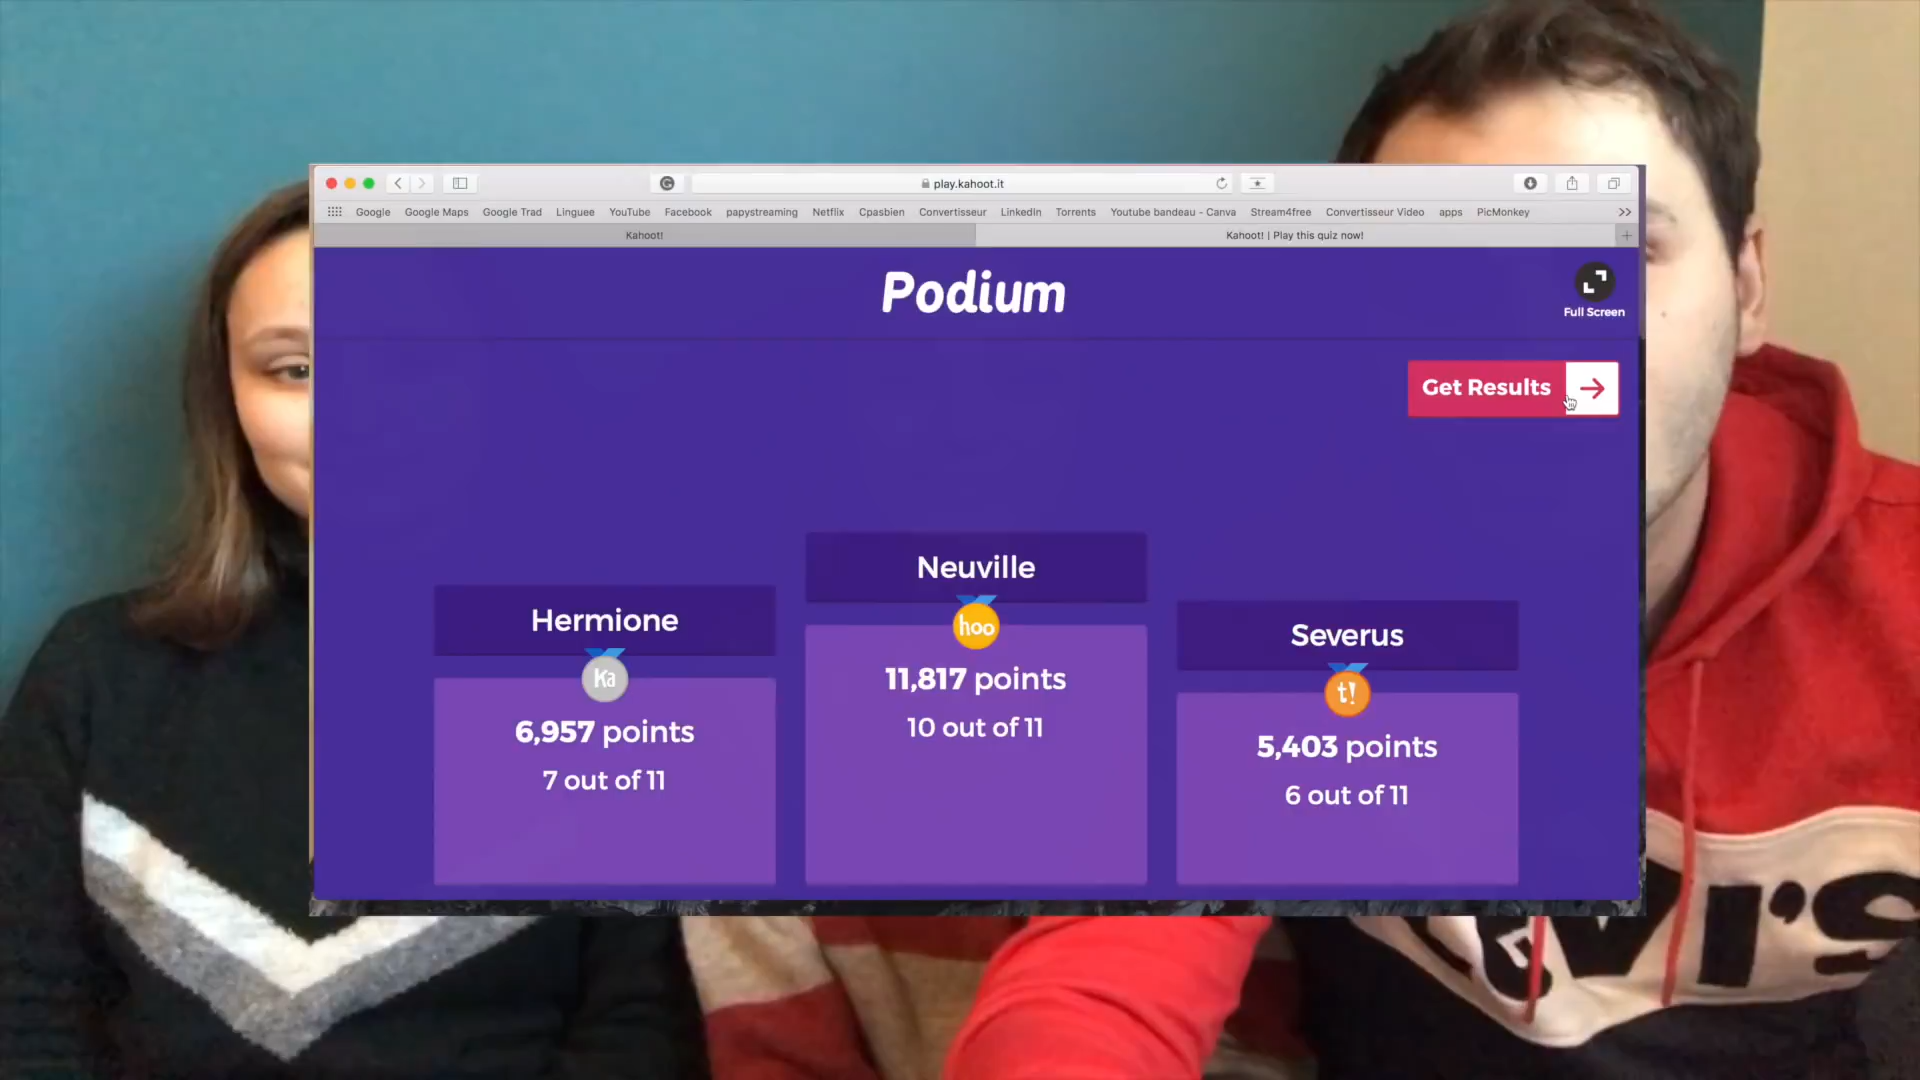 play.kahoot.it
Google Google Maps Google Trad Linguee YouTube Facebook papystreaming Netflix Cpasbien Convertisseur LinkedIn Torrents Youtube bandeau - Canva Stream4free Convertisseur Video apps PicMonkey
Kahoot! Kahoot! | Play this quiz now!
Podium
Full Screen
Get Results
Neuville
Hermione
hoo
Severus
Ka
11,817 points
t!
10 out of 11
6,957 points
5,403 points
7 out of 11
6 out of 11